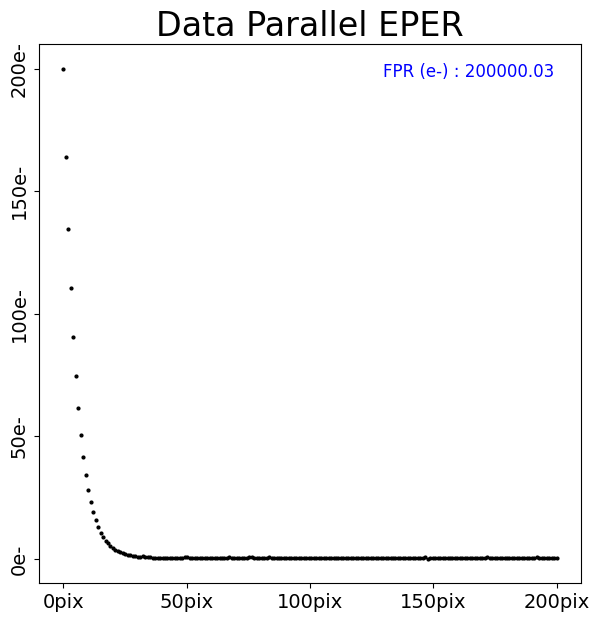 Data Parallel EPER
FPR (e-) : 200000.03
200e-
150e-
100e-
50e-
0e-
0pix 50pix 100pix 150pix 200pix